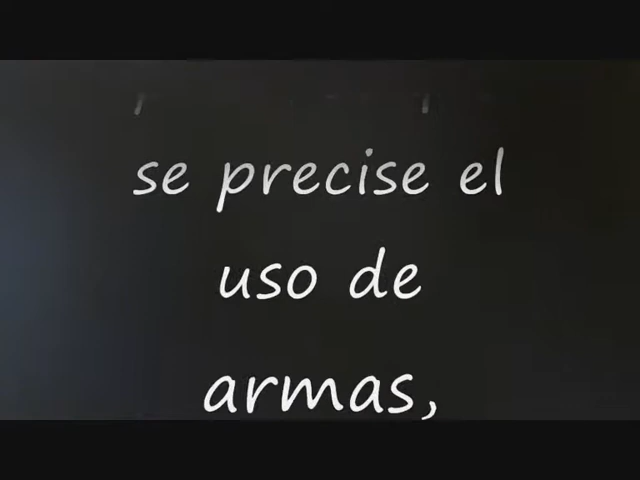 se precise el
uso de
armas,